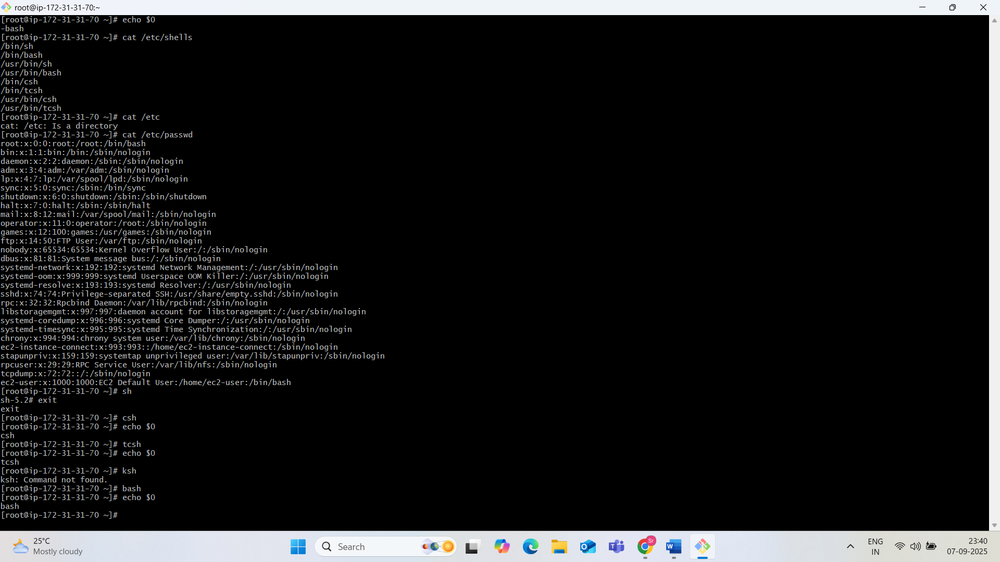 root@ip-172-31-31-70:~
[root@ip-172-31-31-70 ~]# echo $0
-bash
[root@ip-172-31-31-70 ~]# cat /etc/shells
/bin/sh
/bin/bash
/usr/bin/sh
/usr/bin/bash
/bin/csh
/bin/tcsh
/usr/bin/csh
/usr/bin/tcsh
[root@ip-172-31-31-70 ~]# cat /etc
cat: /etc: Is a directory
[root@ip-172-31-31-70 ~]# cat /etc/passwd
root:x:0:0:root:/root:/bin/bash
bin:x:1:1:bin:/bin:/sbin/nologin
daemon:x:2:2:daemon:/sbin:/sbin/nologin
adm:x:3:4:adm:/var/adm:/sbin/nologin
lp:x:4:7:lp:/var/spool/lpd:/sbin/nologin
sync:x:5:0:sync:/sbin:/bin/sync
shutdown:x:6:0:shutdown:/sbin:/sbin/shutdown
halt:x:7:0:halt:/sbin:/sbin/halt
mail:x:8:12:mail:/var/spool/mail:/sbin/nologin
operator:x:11:0:operator:/root:/sbin/nologin
games:x:12:100:games:/usr/games:/sbin/nologin
ftp:x:14:50:FTP User:/var/ftp:/sbin/nologin
nobody:x:65534:65534:Kernel Overflow User:/:/sbin/nologin
dbus:x:81:81:System message bus:/:/sbin/nologin
systemd-network:x:192:192:systemd Network Management:/:/usr/sbin/nologin
systemd-oom:x:999:999:systemd Userspace OOM Killer:/:/usr/sbin/nologin
systemd-resolve:x:193:193:systemd Resolver:/:/usr/sbin/nologin
sshd:x:74:74:Privilege-separated SSH:/usr/share/empty.sshd:/sbin/nologin
rpc:x:32:32:Rpcbind Daemon:/var/lib/rpcbind:/sbin/nologin
libstoragemgmt:x:997:997:daemon account for libstoragemgmt:/:/usr/sbin/nologin
systemd-coredump:x:996:996:systemd Core Dumper:/:/usr/sbin/nologin
systemd-timesync:x:995:995:systemd Time Synchronization:/:/usr/sbin/nologin
chrony:x:994:994:chrony system user:/var/lib/chrony:/sbin/nologin
ec2-instance-connect:x:993:993::/home/ec2-instance-connect:/sbin/nologin
stapunpriv:x:159:159:systemtap unprivileged user:/var/lib/stapunpriv:/sbin/nologin
rpcuser:x:29:29:RPC Service User:/var/lib/nfs:/sbin/nologin
tcpdump:x:72:72::/:/sbin/nologin
ec2-user:x:1000:1000:EC2 Default User:/home/ec2-user:/bin/bash
[root@ip-172-31-31-70 ~]# sh
sh-5.2# exit
exit
[root@ip-172-31-31-70 ~]# csh
[root@ip-172-31-31-70 ~]# echo $0
csh
[root@ip-172-31-31-70 ~]# tcsh
[root@ip-172-31-31-70 ~]# echo $0
tcsh
[root@ip-172-31-31-70 ~]# ksh
ksh: Command not found.
[root@ip-172-31-31-70 ~]# bash
[root@ip-172-31-31-70 ~]# echo $0
bash
[root@ip-172-31-31-70 ~]#
25°C
Mostly cloudy
Search
Sr
ENG
IN
23:40
07-09-2025